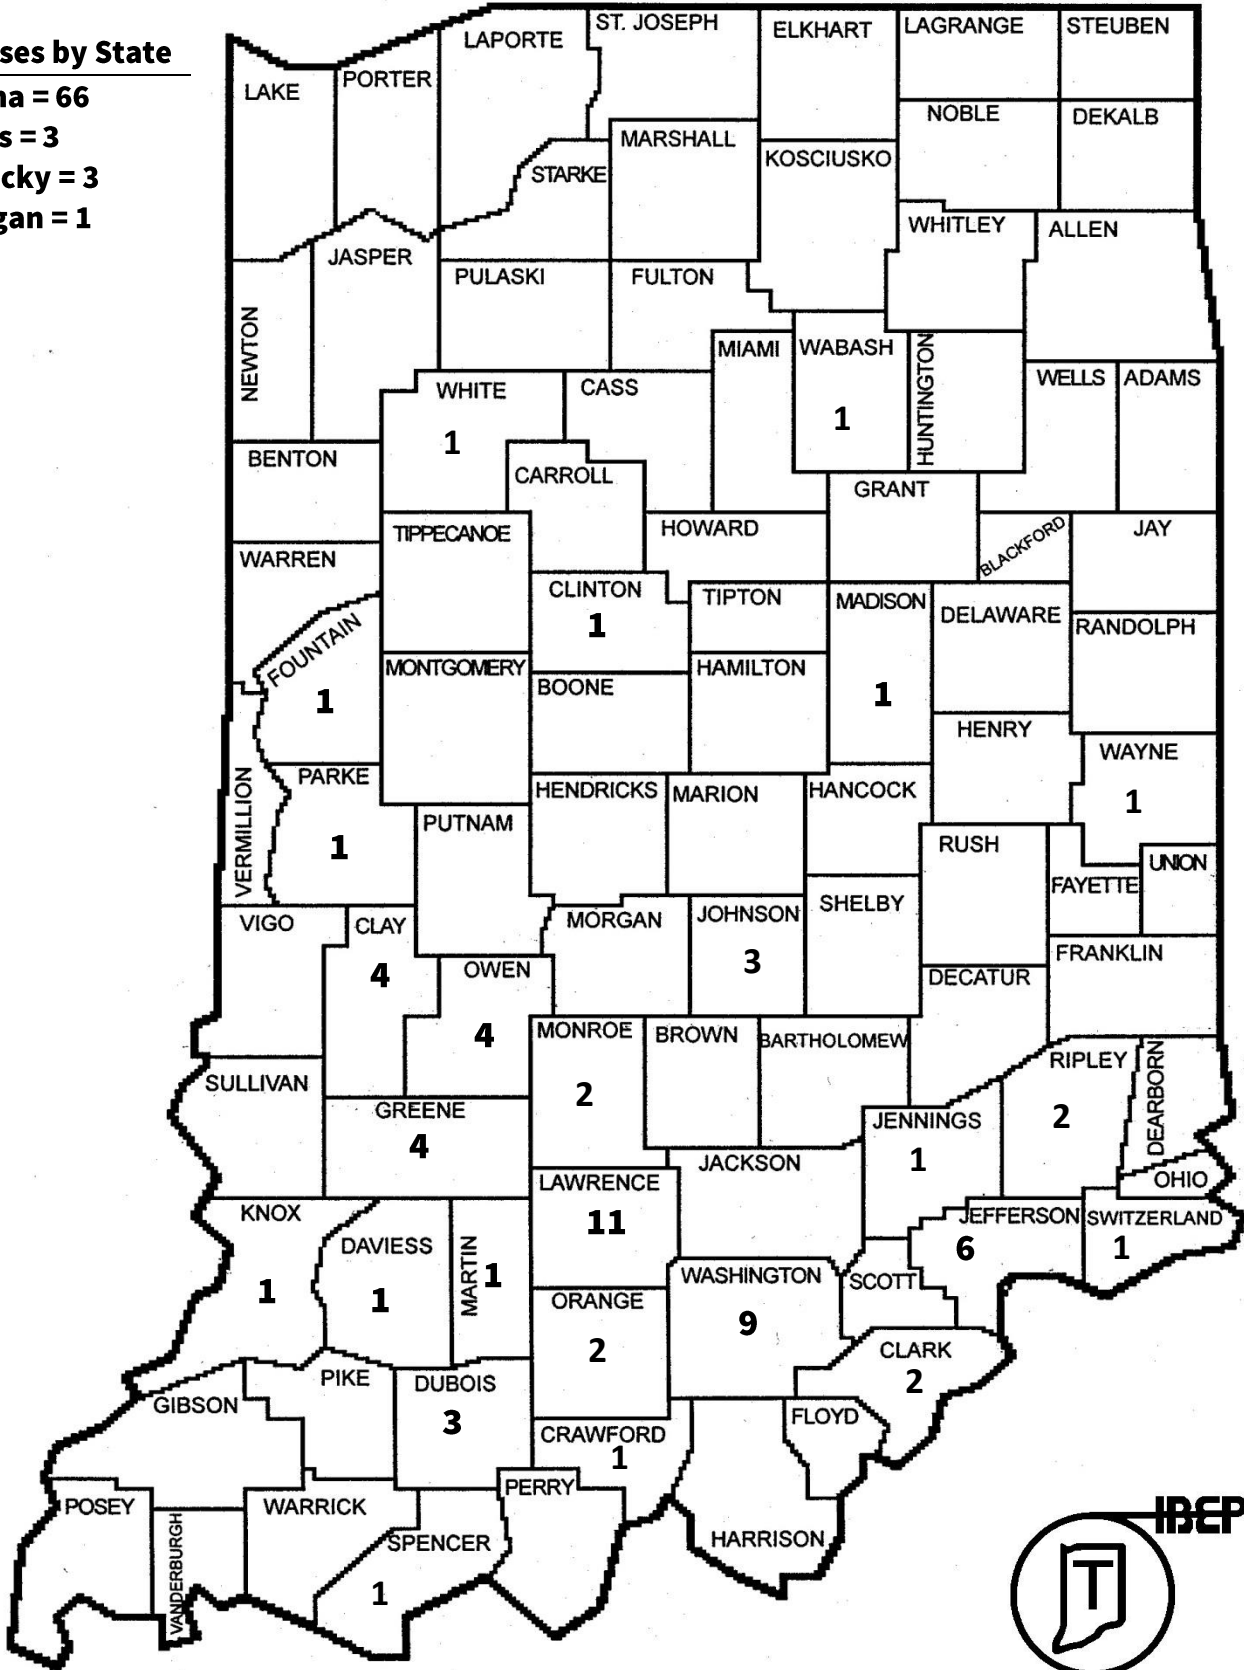 ses by State
na = 66
s = 3
cky = 3
gan = 1
LAKE
PORTER
LAPORTE
ST. JOSEPH
ELKHART
LAGRANGE
STEUBEN
NOBLE
DEKALB
MARSHALL
KOSCIUSKO
STARKE
WHITLEY
ALLEN
JASPER
PULASKI
FULTON
NEWTON
MIAMI
WABASH
1
HUNTINGTON
WELLS
ADAMS
WHITE
1
CASS
BENTON
CARROLL
GRANT
TIPPECANOE
HOWARD
BLACKFORD
JAY
WARREN
CLINTON
1
TIPTON
MADISON
1
DELAWARE
RANDOLPH
FOUNTAIN
1
MONTGOMERY
BOONE
HAMILTON
HENRY
WAYNE
1
VERMILLION
PARKE
1
PUTNAM
HENDRICKS
MARION
HANCOCK
RUSH
FAYETTE
UNION
VIGO
CLAY
4
MORGAN
JOHNSON
3
SHELBY
FRANKLIN
OWEN
4
DECATUR
MONROE
2
BROWN
BARTHOLOMEW
RIPLEY
2
DEARBORN
SULLIVAN
GREENE
4
JENNINGS
1
JACKSON
OHIO
LAWRENCE
11
KNOX
1
DAVIESS
1
MARTIN
1
JEFFERSON
6
SWITZERLAND
1
WASHINGTON
9
SCOTT
ORANGE
2
CLARK
2
PIKE
DUBOIS
3
GIBSON
FLOYD
CRAWFORD
1
PERRY
POSEY
VANDERBURGH
WARRICK
SPENCER
1
HARRISON
IBEP
T